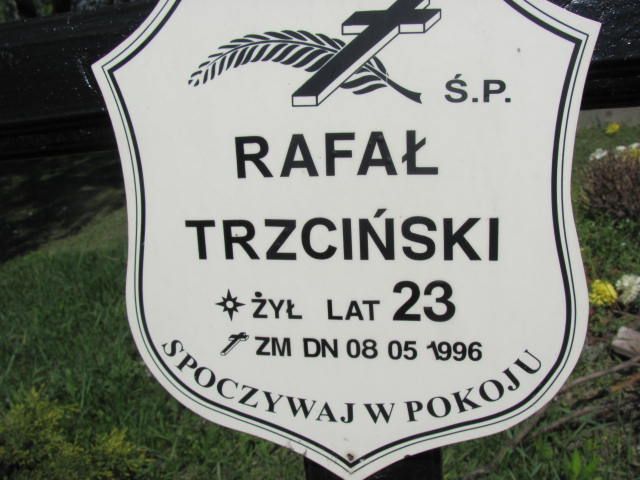 Ś.P.
RAFAŁ
TRZCIŃSKI
ŻYŁ LAT 23
ZM DN 08 05 1996
SPOCZYWAJ W POKOJU